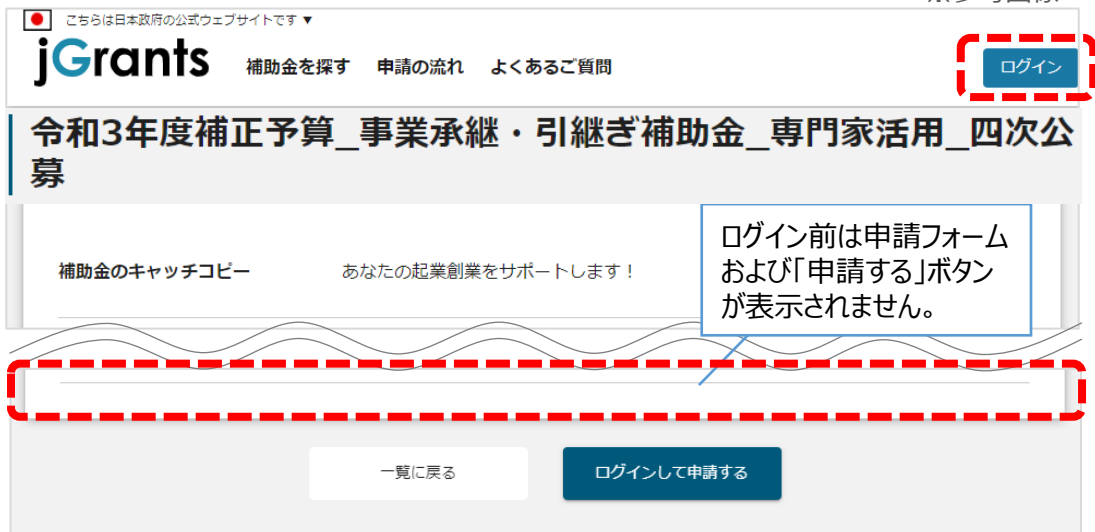 こちらは日本政府の公式ウェブサイトです ▼
jGrants
補助金を探す 申請の流れ よくあるご質問
ログイン
令和3年度補正予算_事業承継・引継ぎ補助金_専門家活用_四次公
募
ログイン前は申請フォーム
および「申請する」ボタン
が表示されません。
補助金のキャッチコピー あなたの起業創業をサポートします！
一覧に戻る
ログインして申請する